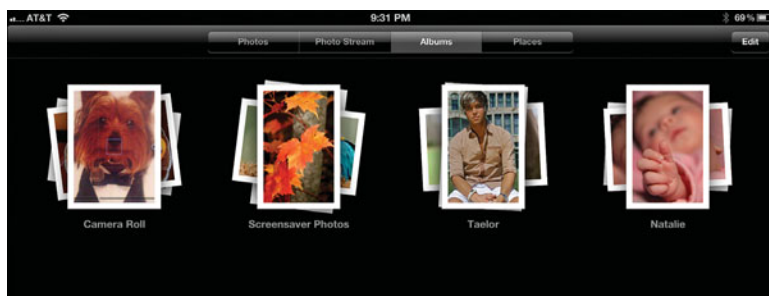 AT&T 9:31 PM 69%
Photos Photo Stream Albums Places Edit
Camera Roll Screensaver Photos Taelor Natalie